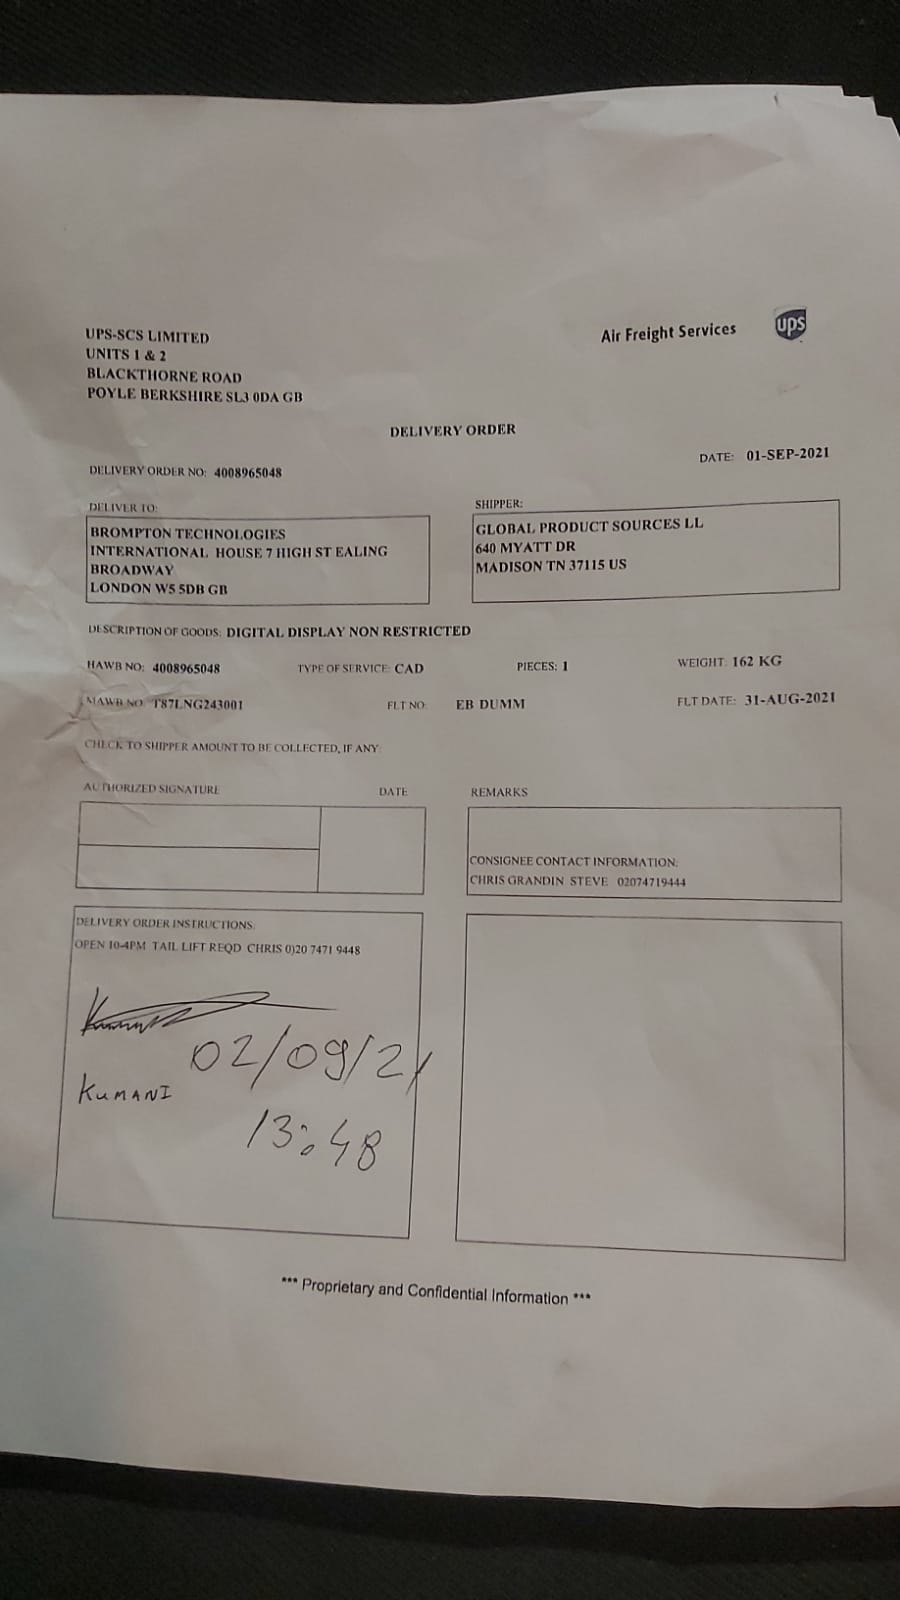 UPS-SCS LIMITED
UNITS 1 & 2
BLACKTHORNE ROAD
POYLE BERKSHIRE SL3 0DA GB
Air Freight Services
ups
DELIVERY ORDER
DATE: 01-SEP-2021
DELIVERY ORDER NO: 4008965048
DELIVER TO:
BROMPTON TECHNOLOGIES
INTERNATIONAL HOUSE 7 HIGH ST EALING
BROADWAY
LONDON W5 5DB GB
SHIPPER:
GLOBAL PRODUCT SOURCES LL
640 MYATT DR
MADISON TN 37115 US
DESCRIPTION OF GOODS: DIGITAL DISPLAY NON RESTRICTED
HAWB NO: 4008965048 TYPE OF SERVICE: CAD PIECES: 1 WEIGHT: 162 KG
MAWB NO: T87LNG243001 FLT NO: EB DUMM FLT DATE: 31-AUG-2021
CHECK TO SHIPPER AMOUNT TO BE COLLECTED, IF ANY:
AUTHORIZED SIGNATURE DATE
REMARKS
CONSIGNEE CONTACT INFORMATION:
CHRIS GRANDIN STEVE 02074719444
DELIVERY ORDER INSTRUCTIONS:
OPEN 10-4PM TAIL LIFT REQD CHRIS 0)20 7471 9448
02/09/21
KUMANI
13:48
*** Proprietary and Confidential Information ***